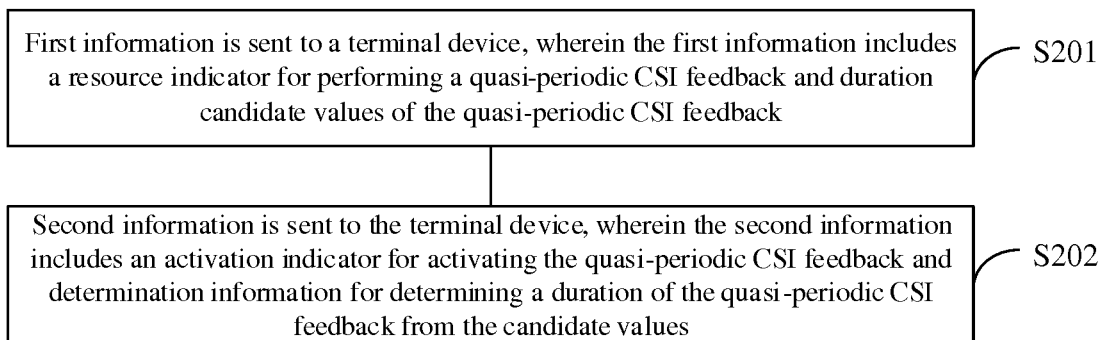 First information is sent to a terminal device, wherein the first information includes
a resource indicator for performing a quasi-periodic CSI feedback and duration
candidate values of the quasi-periodic CSI feedback
S201
Second information is sent to the terminal device, wherein the second information
includes an activation indicator for activating the quasi-periodic CSI feedback and
determination information for determining a duration of the quasi-periodic CSI
feedback from the candidate values
S202